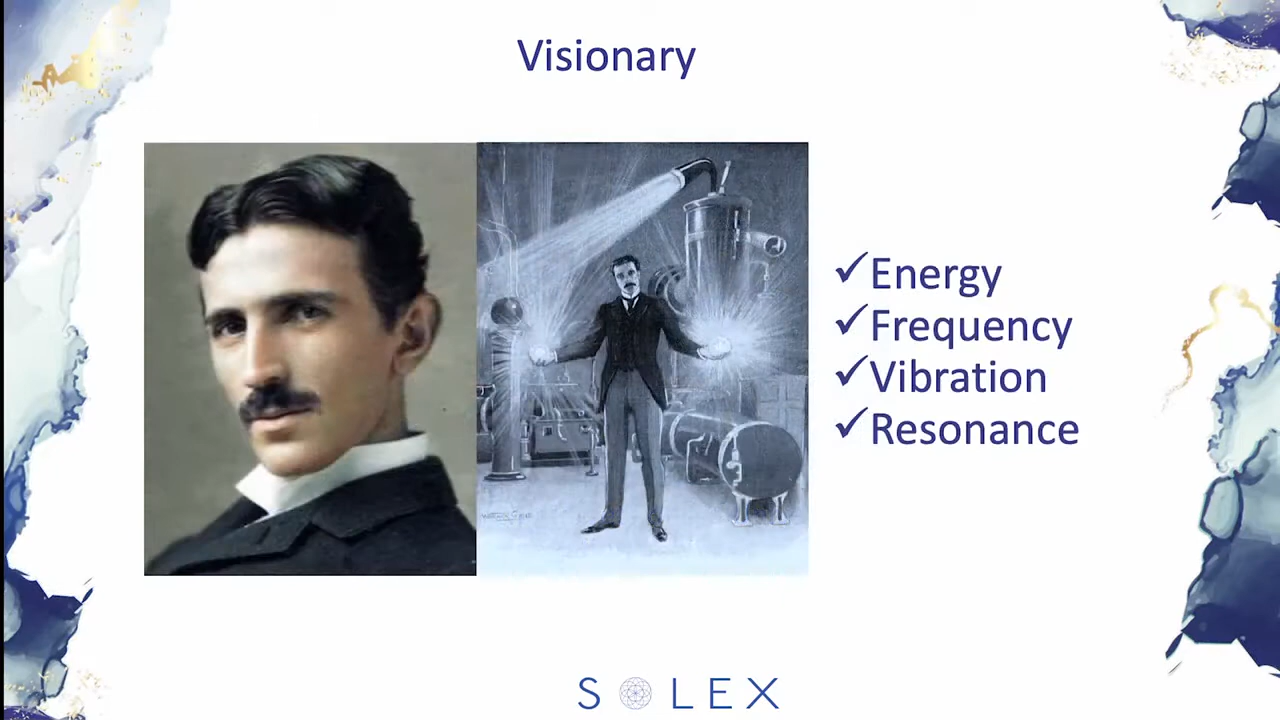 Visionary
✓Energy
✓Frequency
✓Vibration
✓Resonance
SOLEX